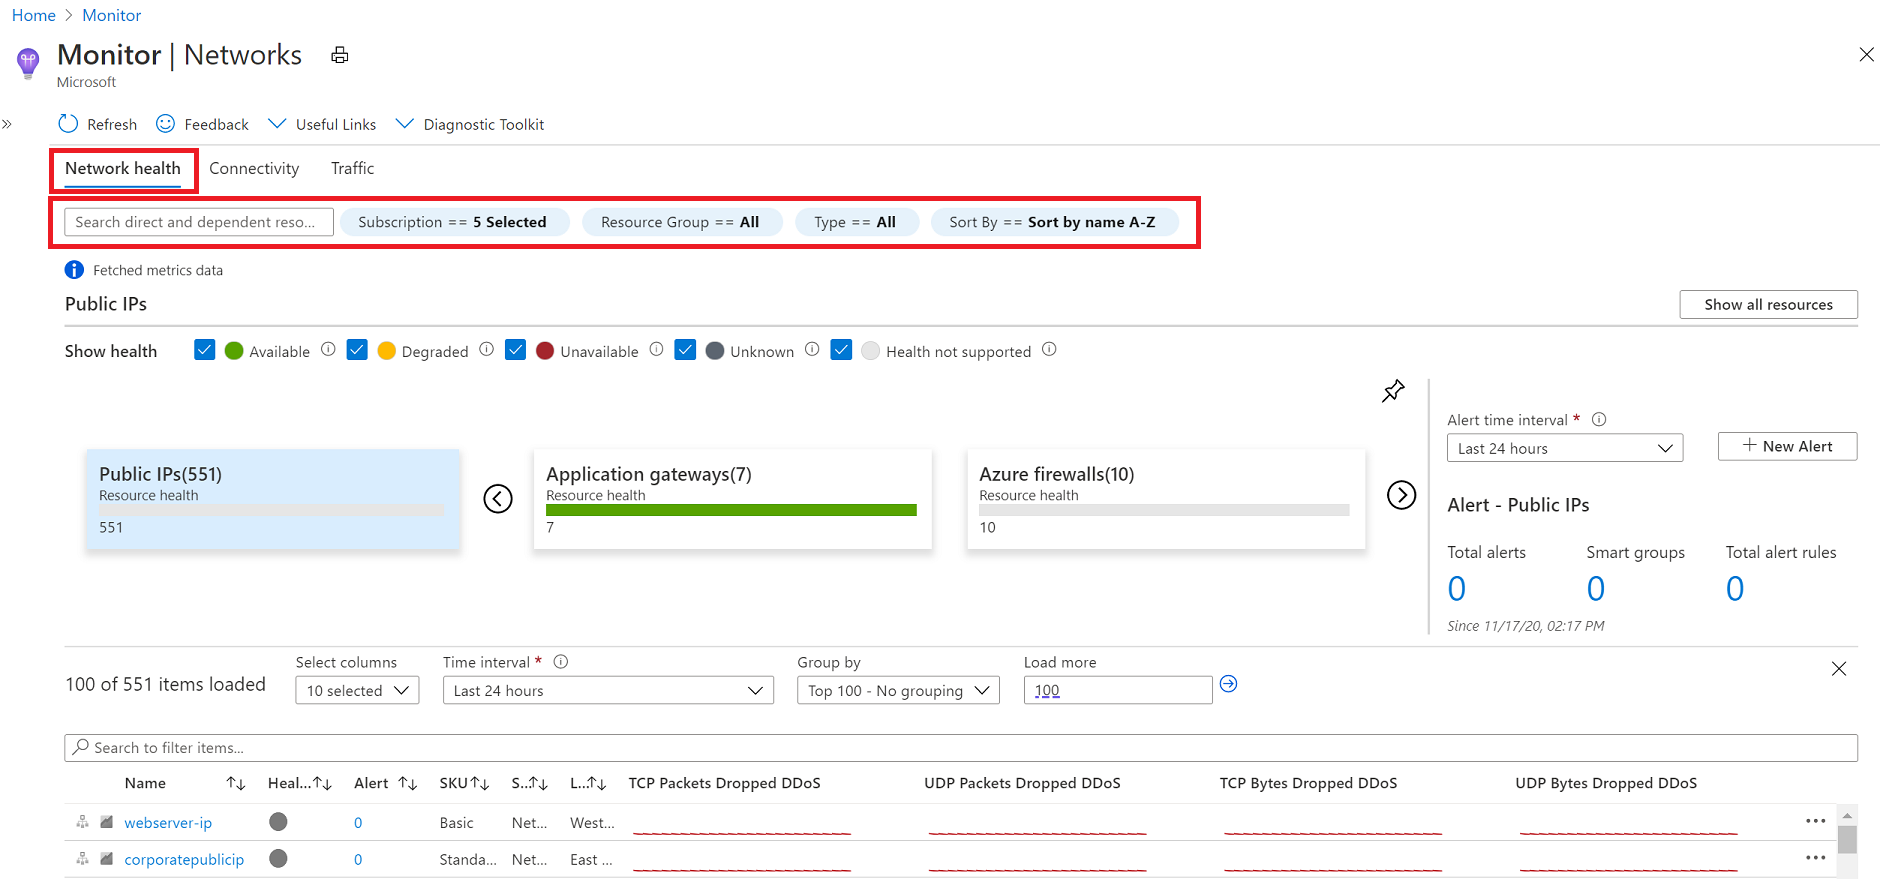 Home > Monitor
Monitor | Networks
Microsoft
Refresh Feedback Useful Links Diagnostic Toolkit
Network health Connectivity Traffic
Search direct and dependent reso... Subscription == 5 Selected Resource Group == All Type == All Sort By == Sort by name A-Z
Fetched metrics data
Public IPs Show all resources
Show health Available Degraded Unavailable Unknown Health not supported
Alert time interval *
Last 24 hours + New Alert
Public IPs(551) Application gateways(7) Azure firewalls(10)
Resource health Resource health Resource health
551 7 10
Alert - Public IPs
Total alerts Smart groups Total alert rules
0 0 0
Since 11/17/20, 02:17 PM
100 of 551 items loaded
Select columns Time interval * Group by Load more
10 selected Last 24 hours Top 100 - No grouping 100
Search to filter items...
Name Heal... Alert SKU S... L... TCP Packets Dropped DDoS UDP Packets Dropped DDoS TCP Bytes Dropped DDoS UDP Bytes Dropped DDoS
webserver-ip 0 Basic Net... West...
corporatepublicip 0 Standa... Net... East ...